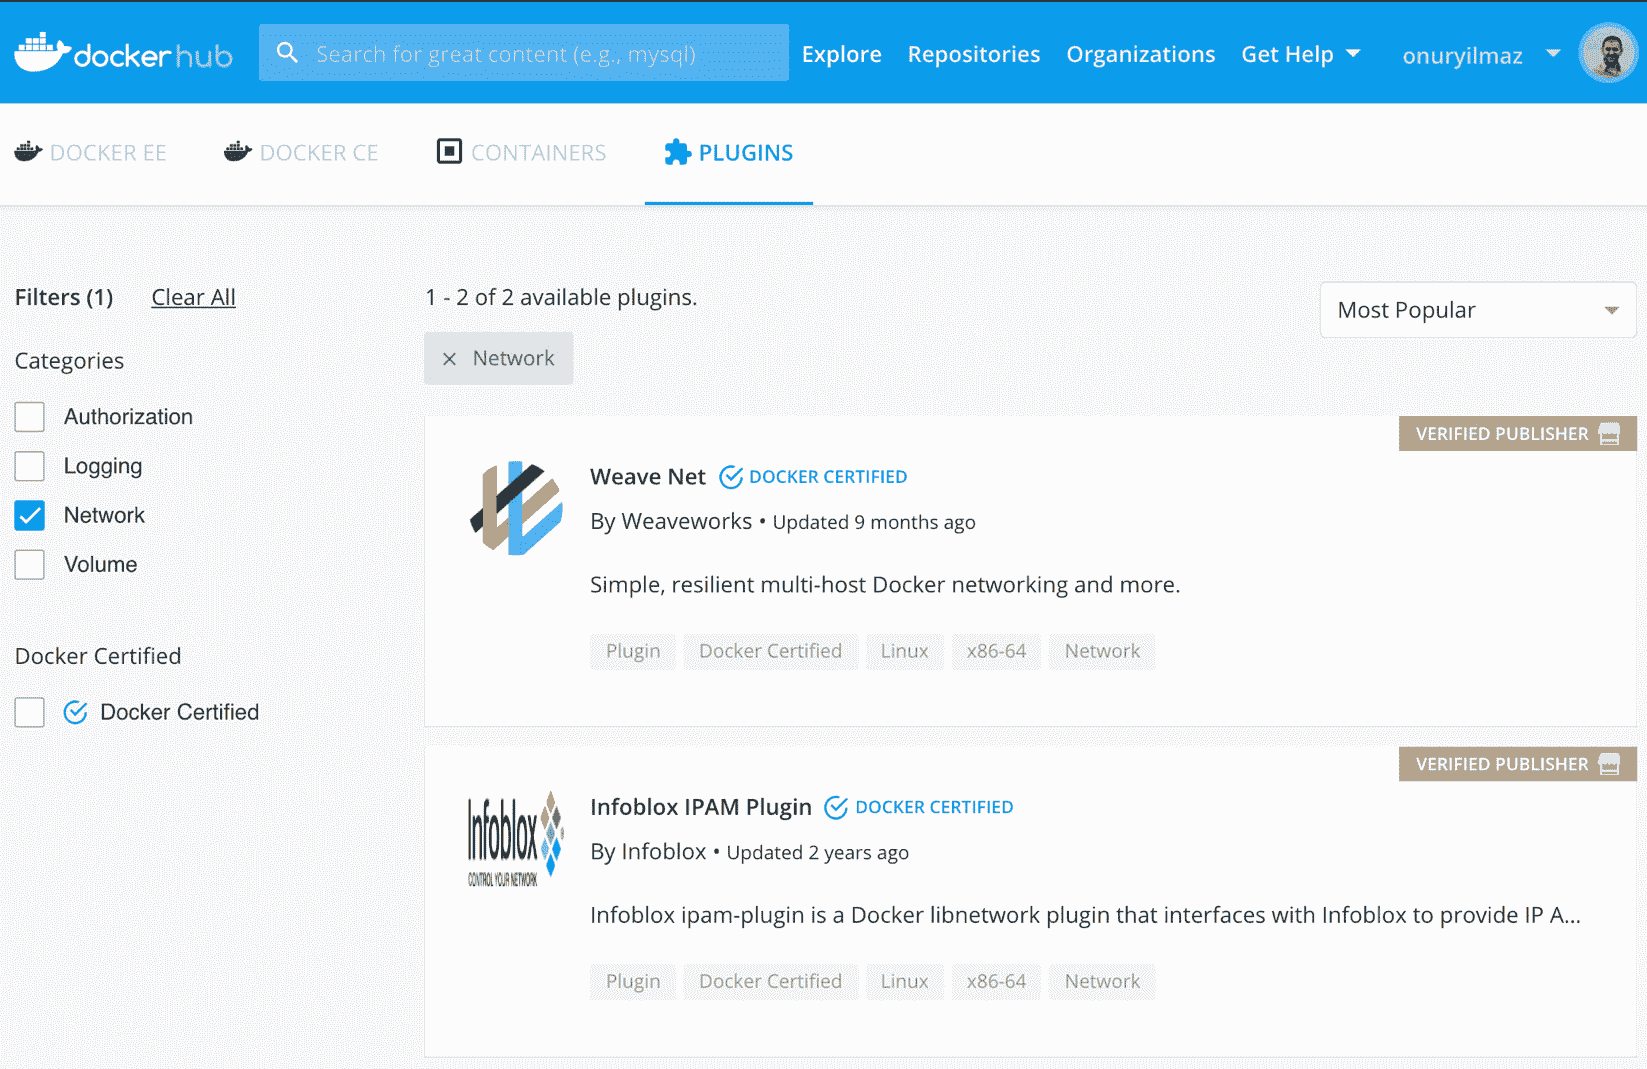 docker hub
Search for great content (e.g., mysql)
Explore Repositories Organizations Get Help onuryilmaz
DOCKER EE DOCKER CE CONTAINERS PLUGINS
Filters (1) Clear All
Categories
Authorization
Logging
Network
Volume
Docker Certified
Docker Certified
1 - 2 of 2 available plugins.
Most Popular
× Network
VERIFIED PUBLISHER
Weave Net DOCKER CERTIFIED
By Weaveworks • Updated 9 months ago
Simple, resilient multi-host Docker networking and more.
Plugin Docker Certified Linux x86-64 Network
VERIFIED PUBLISHER
Infoblox
CONTROL YOUR NETWORK
Infoblox IPAM Plugin DOCKER CERTIFIED
By Infoblox • Updated 2 years ago
Infoblox ipam-plugin is a Docker libnetwork plugin that interfaces with Infoblox to provide IP A...
Plugin Docker Certified Linux x86-64 Network